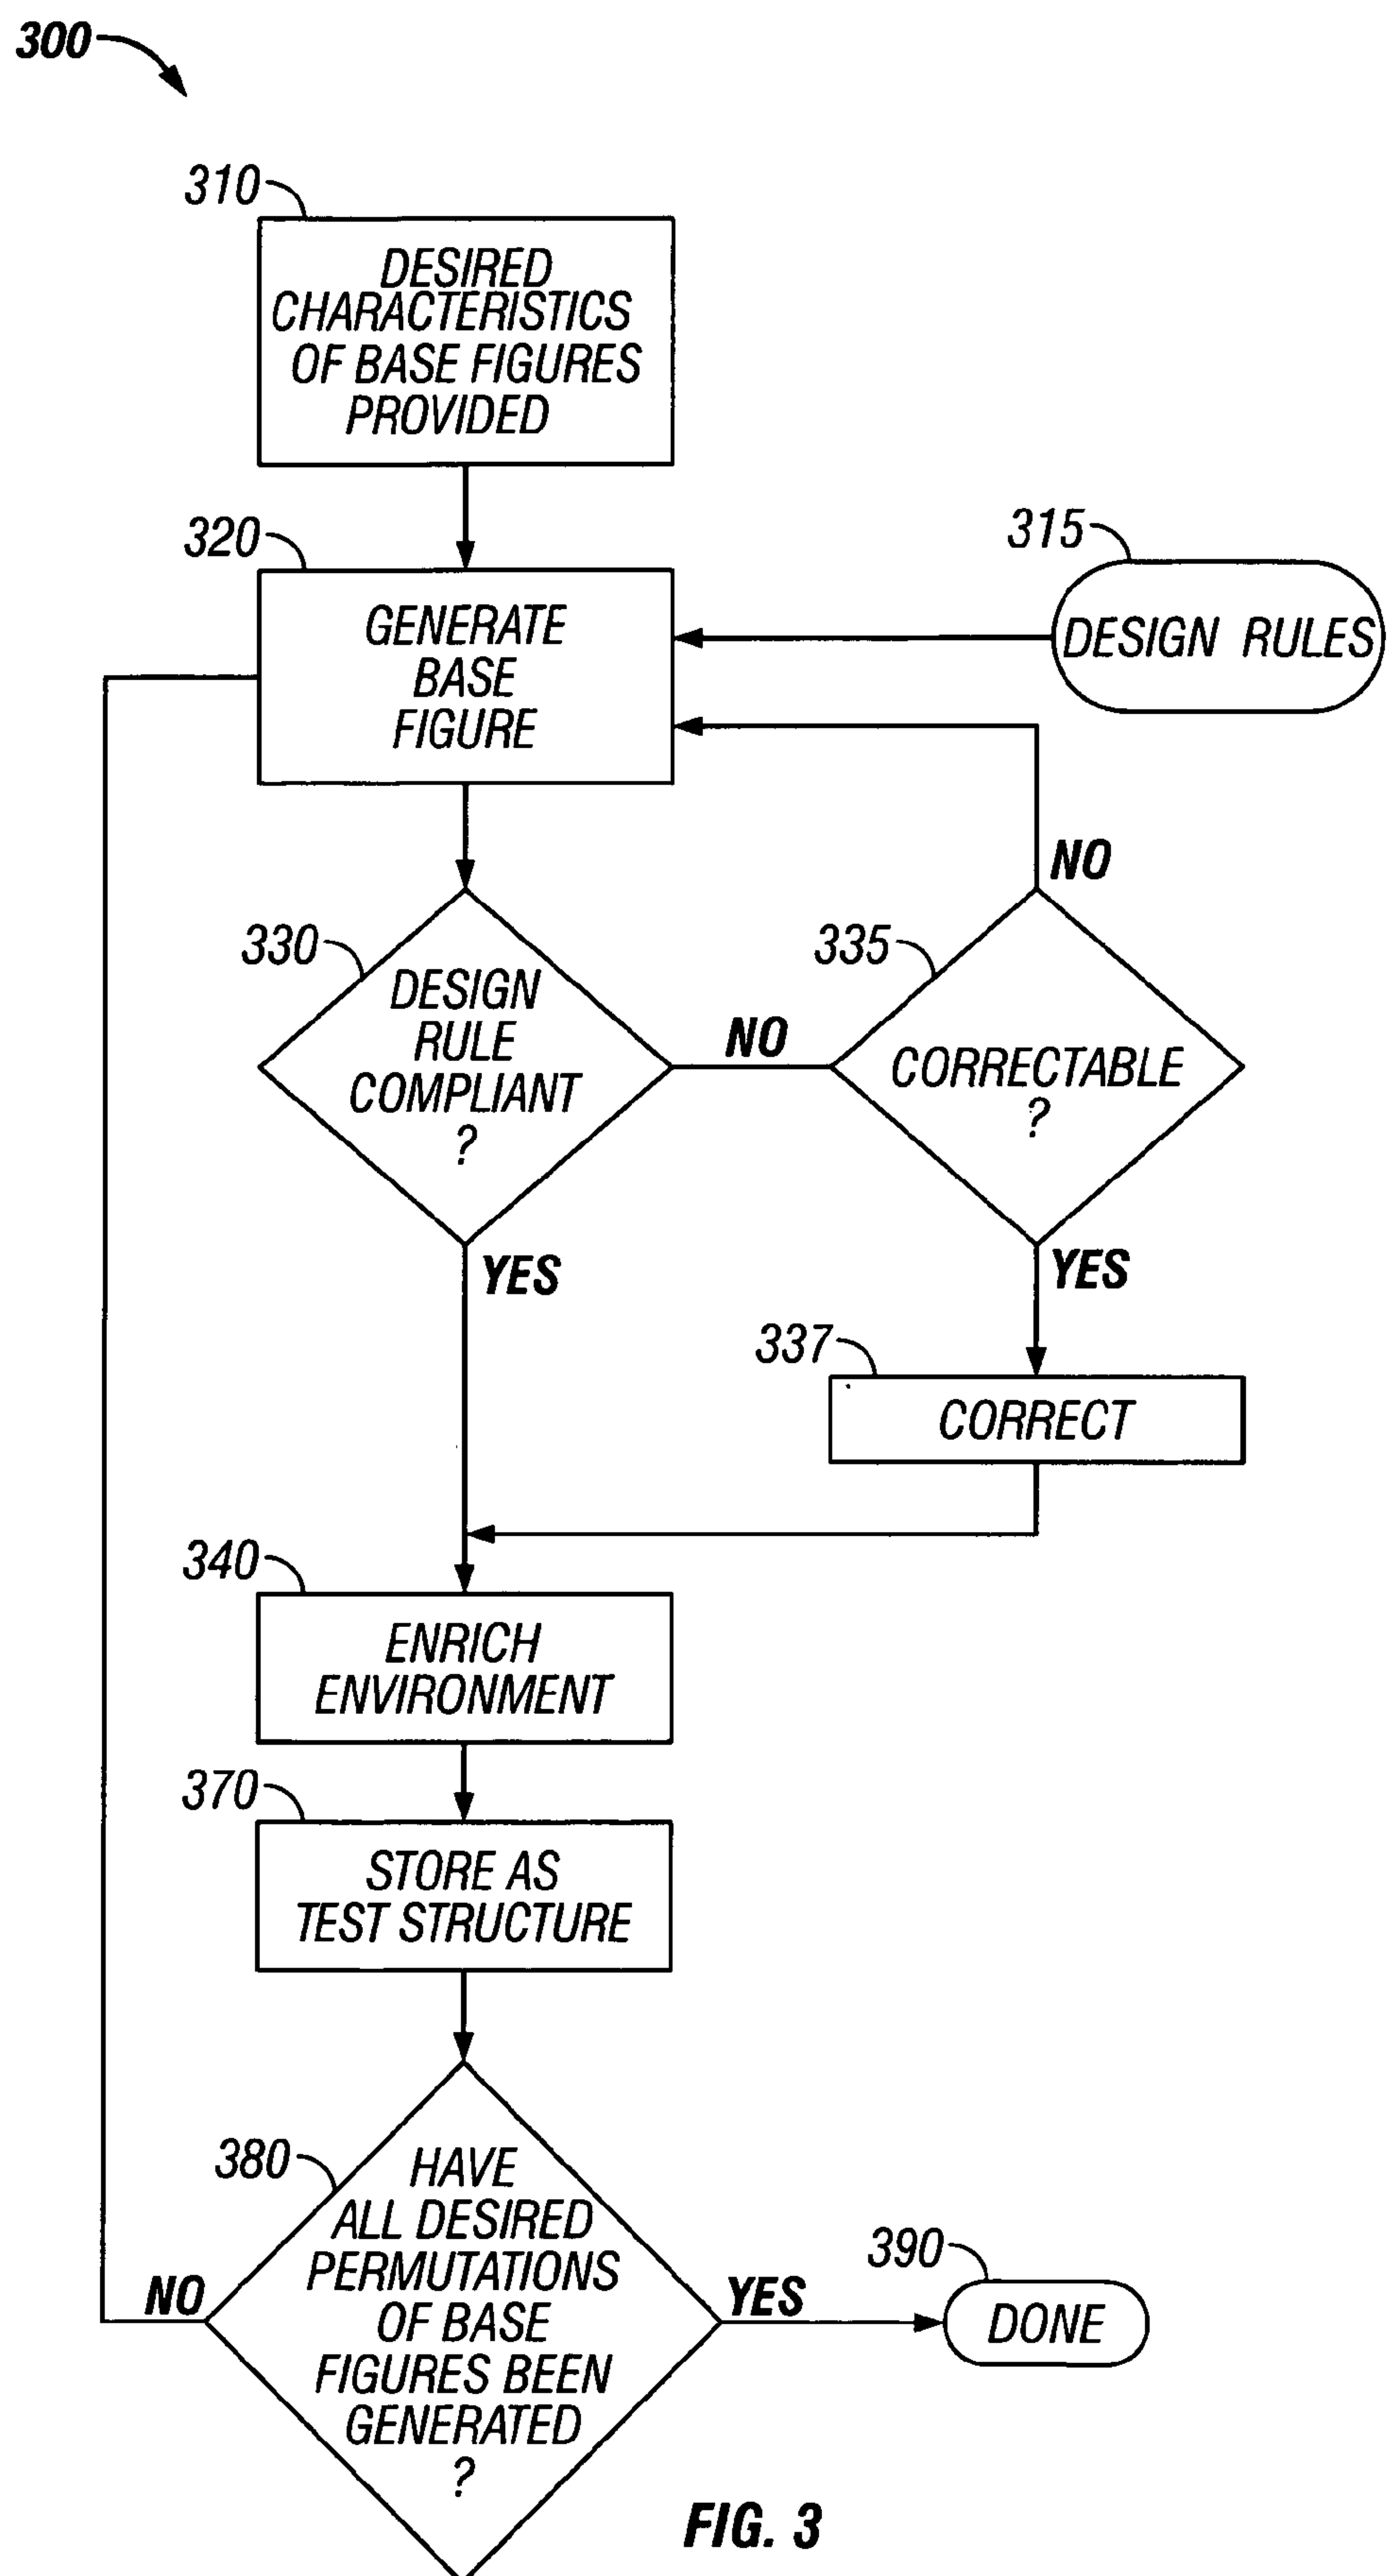 300
310
DESIRED
CHARACTERISTICS
OF BASE FIGURES
PROVIDED
320
GENERATE
BASE
FIGURE
315
DESIGN RULES
330
DESIGN
RULE
COMPLIANT
?
NO
335
CORRECTABLE
?
NO
YES
YES
337
CORRECT
340
ENRICH
ENVIRONMENT
370
STORE AS
TEST STRUCTURE
380
HAVE
ALL DESIRED
PERMUTATIONS
OF BASE
FIGURES BEEN
GENERATED
?
NO
YES
390
DONE
FIG. 3